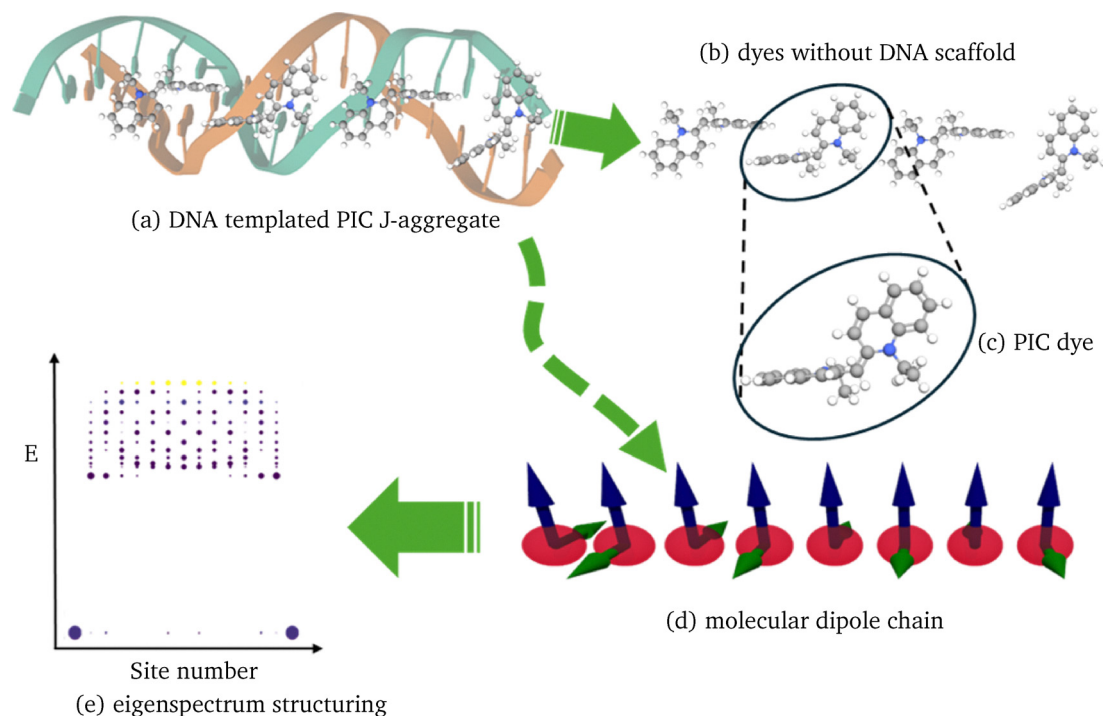 (b) dyes without DNA scaffold
(a) DNA templated PIC J-aggregate
(c) PIC dye
E
(d) molecular dipole chain
Site number
(e) eigenspectrum structuring